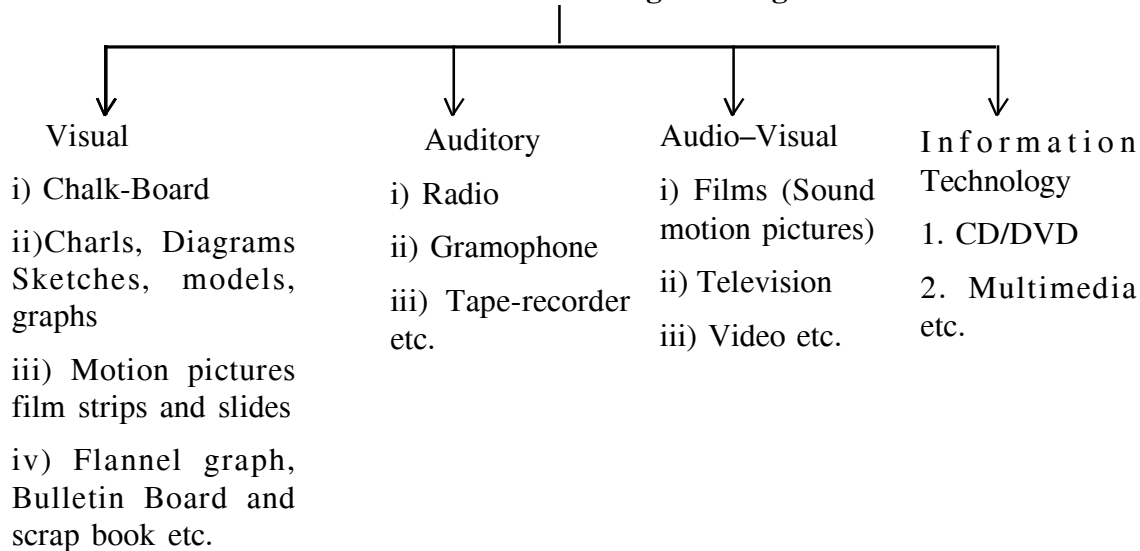 Visual
i) Chalk-Board
ii)Charls, Diagrams
Sketches, models,
graphs
iii) Motion pictures
film strips and slides
iv) Flannel graph,
Bulletin Board and
scrap book etc.
Auditory
i) Radio
ii) Gramophone
iii) Tape-recorder
etc.
Audio–Visual
i) Films (Sound
motion pictures)
ii) Television
iii) Video etc.
Information
Technology
1. CD/DVD
2. Multimedia
etc.